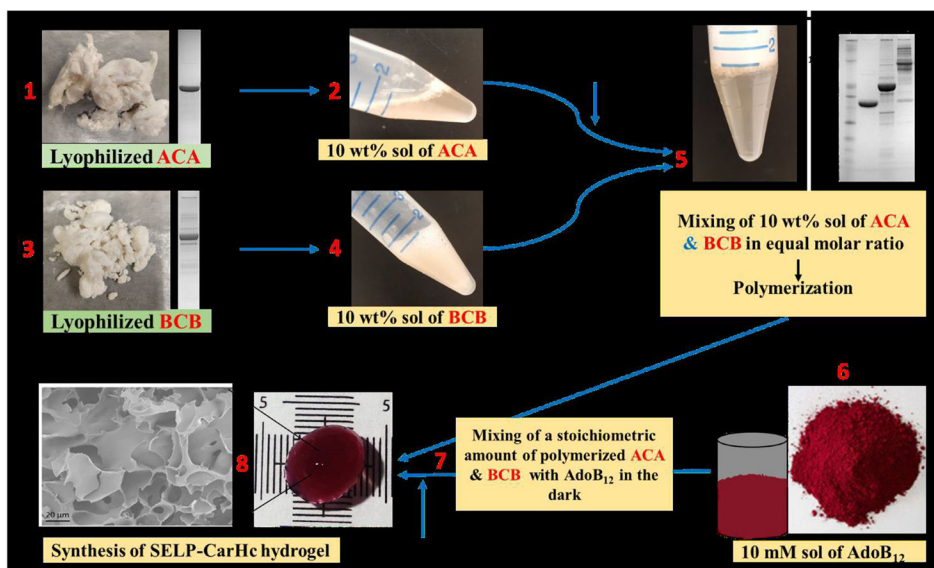 1
Lyophilized ACA
2
10 wt% sol of ACA
3
Lyophilized BCB
4
10 wt% sol of BCB
5
2
Mixing of 10 wt% sol of ACA
& BCB in equal molar ratio
Polymerization
6
10 mM sol of AdoB12
7
Mixing of a stoichiometric
amount of polymerized ACA
& BCB with AdoB12 in the
dark
8
5
5
20 µm
Synthesis of SELP-CarHc hydrogel